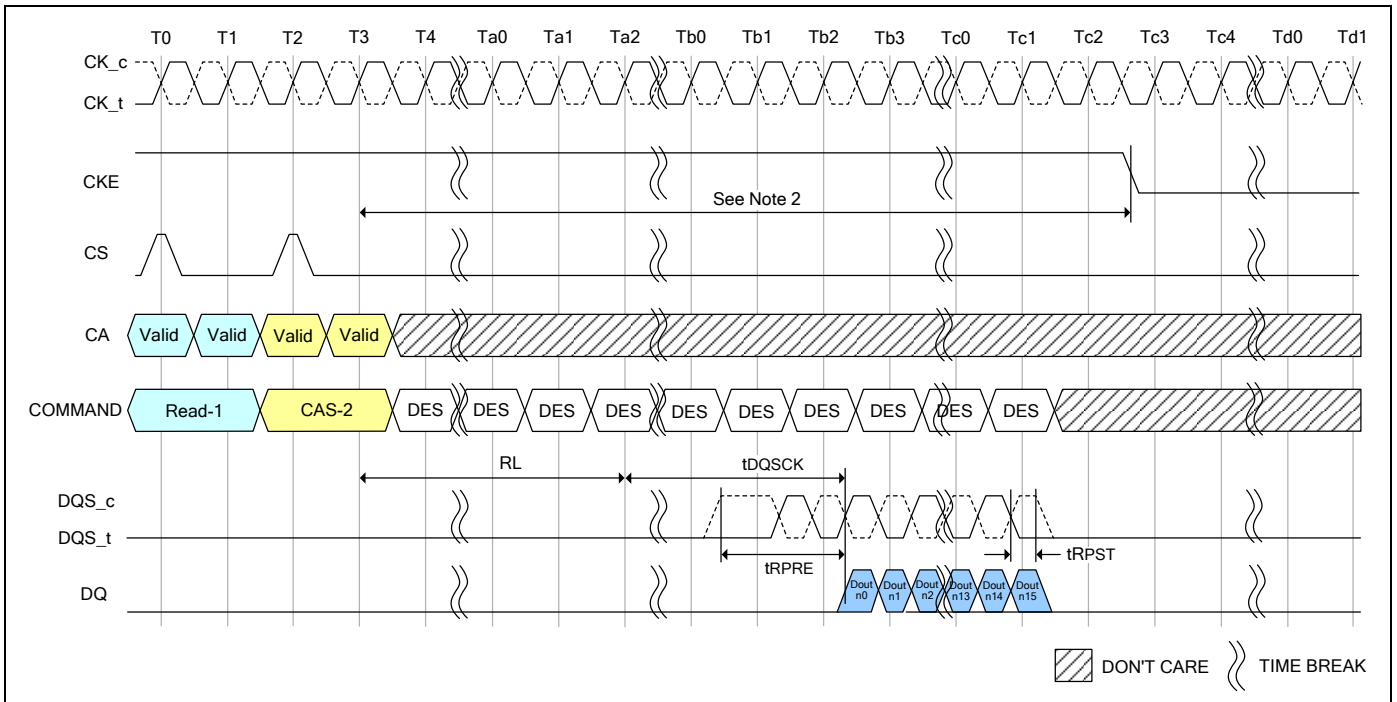 T0 T1 T2 T3 T4 Ta0 Ta1 Ta2 Tb0 Tb1 Tb2 Tb3 Tc0 Tc1 Tc2 Tc3 Tc4 Td0 Td1
CK_c
CK_t
CKE
See Note 2
CS
CA Valid Valid Valid Valid
COMMAND Read-1 CAS-2 DES DES DES DES DES DES DES DES DES DES
RL tDQSCK
DQS_c
DQS_t
tRPRE tRPST
DQ Dout n0 Dout n1 Dout n2 Dout n13 Dout n14 Dout n15
DON'T CARE TIME BREAK